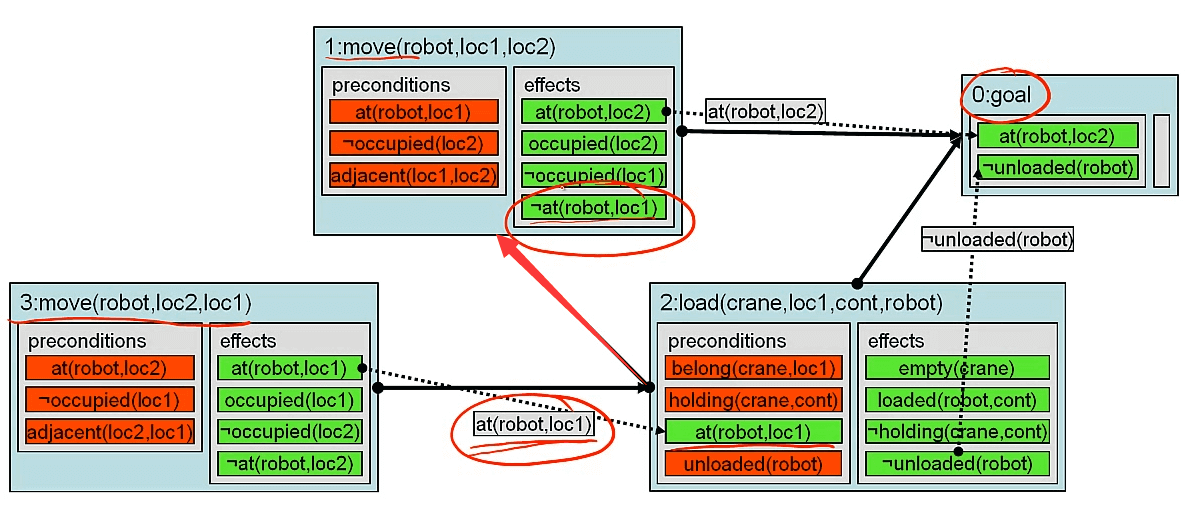 1:move(robot,loc1,loc2)
preconditions
at(robot,loc1)
¬occupied(loc2)
adjacent(loc1,loc2)
effects
at(robot,loc2)
occupied(loc2)
¬occupied(loc1)
¬at(robot,loc1)
at(robot,loc2)
0:goal
at(robot,loc2)
¬unloaded(robot)
¬unloaded(robot)
3:move(robot,loc2,loc1)
preconditions
at(robot,loc2)
¬occupied(loc1)
adjacent(loc2,loc1)
effects
at(robot,loc1)
occupied(loc1)
¬occupied(loc2)
¬at(robot,loc2)
at(robot,loc1)
2:load(crane,loc1,cont,robot)
preconditions
belong(crane,loc1)
holding(crane,cont)
at(robot,loc1)
unloaded(robot)
effects
empty(crane)
loaded(robot,cont)
¬holding(crane,cont)
¬unloaded(robot)